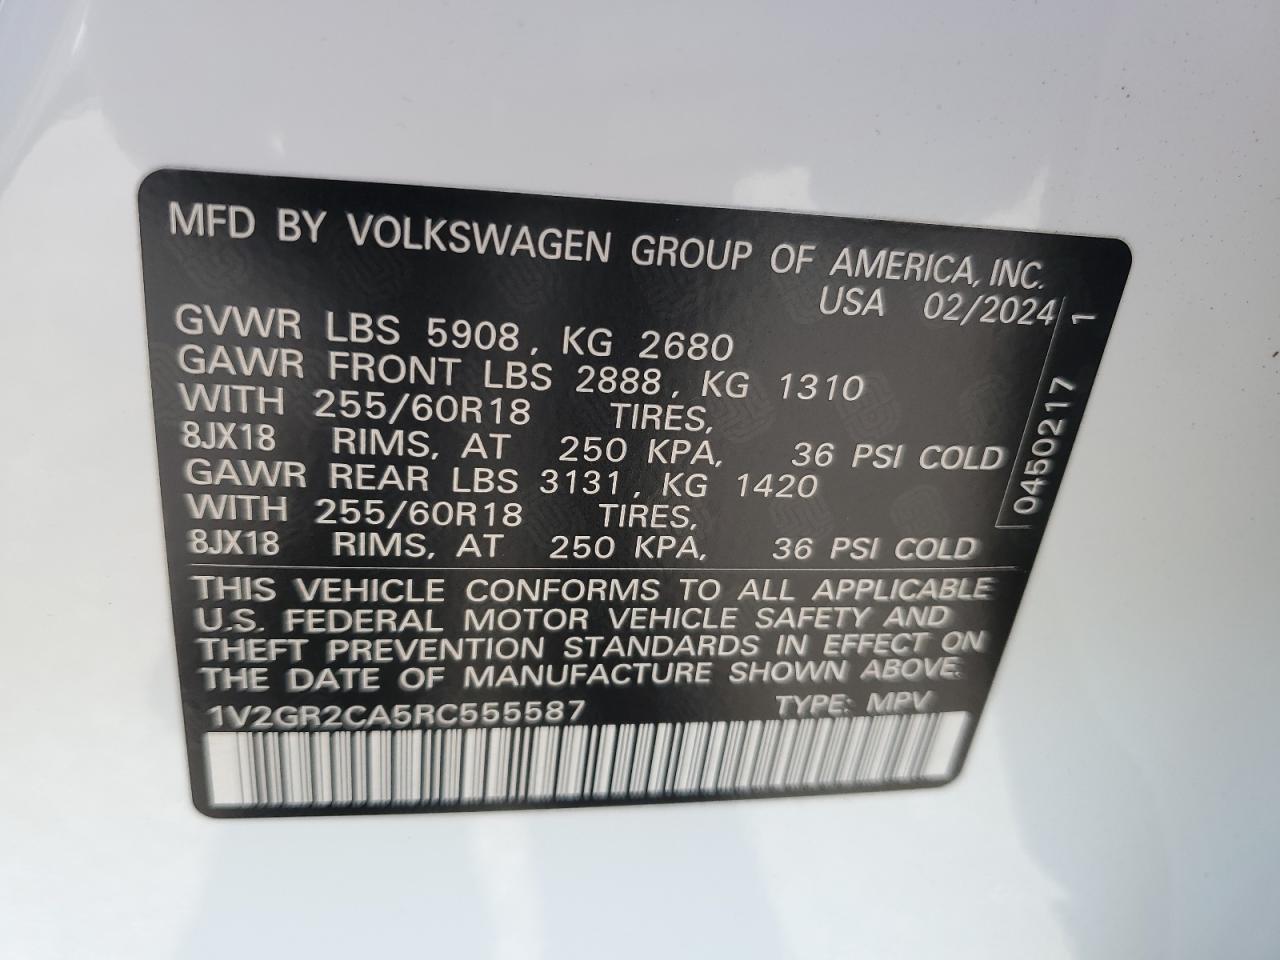 MFD BY VOLKSWAGEN GROUP OF AMERICA, INC.
USA 02/2024
GVWR LBS 5908, KG 2680
GAWR FRONT LBS 2888, KG 1310
WITH 255/60R18 TIRES,
8JX18 RIMS, AT 250 KPA, 36 PSI COLD
GAWR REAR LBS 3131, KG 1420
WITH 255/60R18 TIRES,
8JX18 RIMS, AT 250 KPA, 36 PSI COLD
0450217 1
THIS VEHICLE CONFORMS TO ALL APPLICABLE
U.S. FEDERAL MOTOR VEHICLE SAFETY AND
THEFT PREVENTION STANDARDS IN EFFECT ON
THE DATE OF MANUFACTURE SHOWN ABOVE.
1V2GR2CA5RC555587 TYPE: MPV